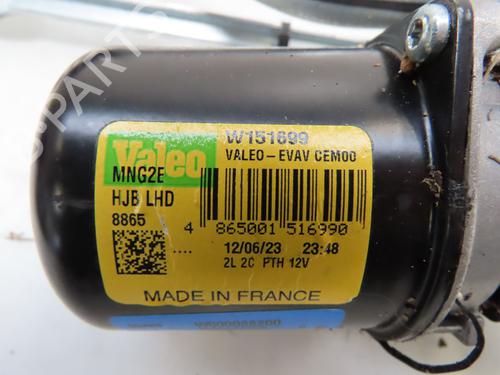 W151699
Valeo
VALEO-EVAV CEM00
MNG2E
HJB LHD
8865
4 865001 516990
.... 12/06/23 23:48
2L 2C PTH 12V
MADE IN FRANCE